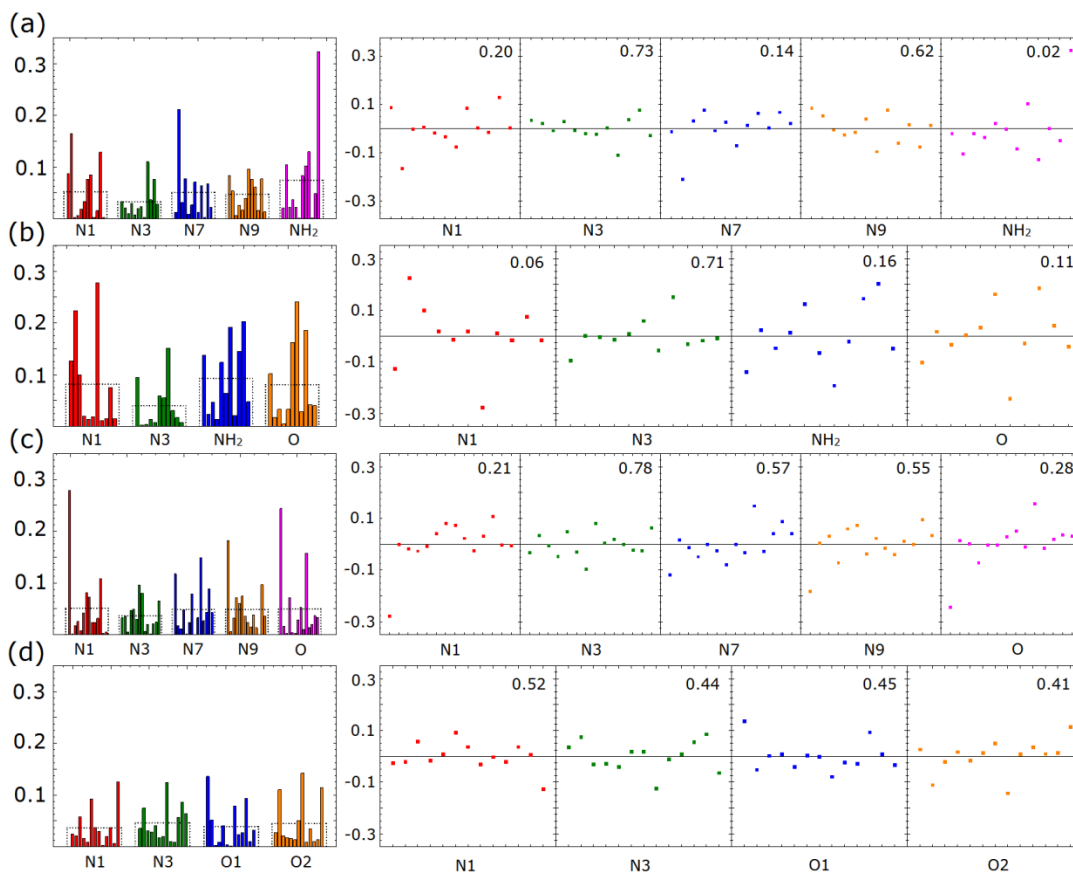 (a)
0.3
0.2
0.1
N1 N3 N7 N9 NH₂
0.3
0.1
-0.1
-0.3
0.20 0.73 0.14 0.62 0.02
N1 N3 N7 N9 NH₂
(b)
0.3
0.2
0.1
N1 N3 NH₂ O
0.3
0.1
-0.1
-0.3
0.06 0.71 0.16 0.11
N1 N3 NH₂ O
(c)
0.3
0.2
0.1
N1 N3 N7 N9 O
0.3
0.1
-0.1
-0.3
0.21 0.78 0.57 0.55 0.28
N1 N3 N7 N9 O
(d)
0.3
0.2
0.1
N1 N3 O1 O2
0.3
0.1
-0.1
-0.3
0.52 0.44 0.45 0.41
N1 N3 O1 O2